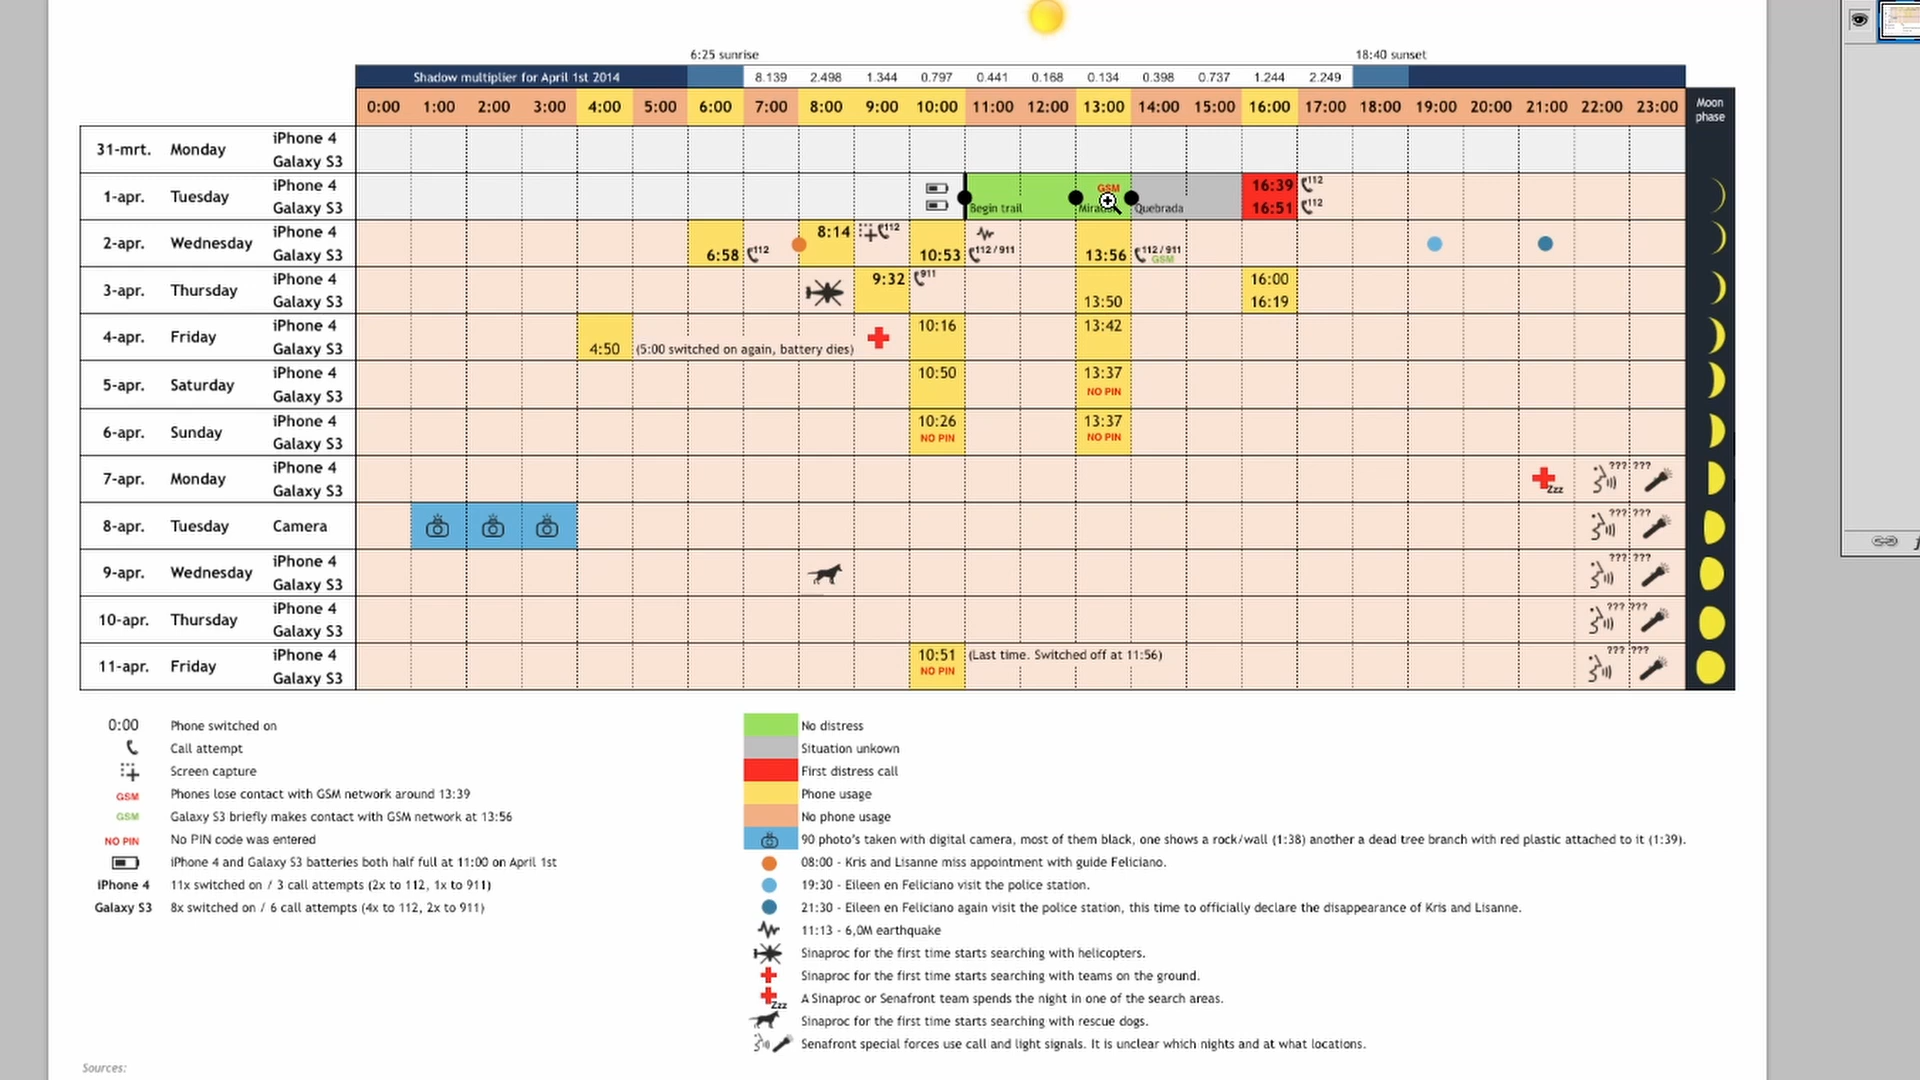 6:25 sunrise 18:40 sunset
Shadow multiplier for April 1st 2014 8.139 2.498 1.344 0.797 0.441 0.168 0.134 0.398 0.737 1.244 2.249
0:00 1:00 2:00 3:00 4:00 5:00 6:00 7:00 8:00 9:00 10:00 11:00 12:00 13:00 14:00 15:00 16:00 17:00 18:00 19:00 20:00 21:00 22:00 23:00 Moon phase
31-mrt. Monday iPhone 4
Galaxy S3
1-apr. Tuesday iPhone 4 GSM 16:39 112
Galaxy S3 Begin trail Quebrada 16:51 112
2-apr. Wednesday iPhone 4 8:14 112
Galaxy S3 6:58 112 10:53 112 / 911 13:56 112 / 911 GSM
3-apr. Thursday iPhone 4 9:32 911 16:00
Galaxy S3 13:50 16:19
4-apr. Friday iPhone 4 10:16 13:42
Galaxy S3 4:50 (5:00 switched on again, battery dies)
5-apr. Saturday iPhone 4 10:50 13:37
Galaxy S3 NO PIN
6-apr. Sunday iPhone 4 10:26 13:37
Galaxy S3 NO PIN NO PIN
7-apr. Monday iPhone 4 ??? ???
Galaxy S3 Zzz
8-apr. Tuesday Camera ??? ???
9-apr. Wednesday iPhone 4 ??? ???
Galaxy S3
10-apr. Thursday iPhone 4 ??? ???
Galaxy S3
11-apr. Friday iPhone 4 10:51 (Last time. Switched off at 11:56) ??? ???
Galaxy S3 NO PIN
0:00 Phone switched on
Call attempt
Screen capture
GSM Phones lose contact with GSM network around 13:39
GSM Galaxy S3 briefly makes contact with GSM network at 13:56
NO PIN No PIN code was entered
iPhone 4 and Galaxy S3 batteries both half full at 11:00 on April 1st
iPhone 4 11x switched on / 3 call attempts (2x to 112, 1x to 911)
Galaxy S3 8x switched on / 6 call attempts (4x to 112, 2x to 911)
No distress
Situation unkown
First distress call
Phone usage
No phone usage
90 photo's taken with digital camera, most of them black, one shows a rock/wall (1:38) another a dead tree branch with red plastic attached to it (1:39).
08:00 - Kris and Lisanne miss appointment with guide Feliciano.
19:30 - Eileen en Feliciano visit the police station.
21:30 - Eileen en Feliciano again visit the police station, this time to officially declare the disappearance of Kris and Lisanne.
11:13 - 6,0M earthquake
Sinaproc for the first time starts searching with helicopters.
Sinaproc for the first time starts searching with teams on the ground.
Zzz A Sinaproc or Senafront team spends the night in one of the search areas.
Sinaproc for the first time starts searching with rescue dogs.
Senafront special forces use call and light signals. It is unclear which nights and at what locations.
Sources: